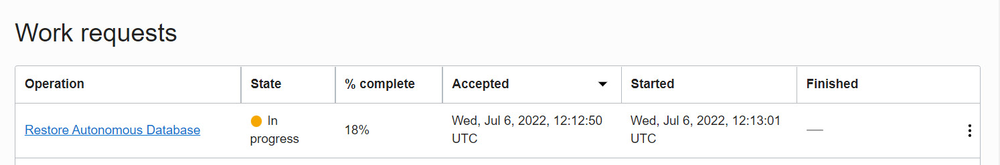 Work requests
Operation State % complete Accepted Started Finished
Restore Autonomous Database In progress 18% Wed, Jul 6, 2022, 12:12:50 UTC Wed, Jul 6, 2022, 12:13:01 UTC —